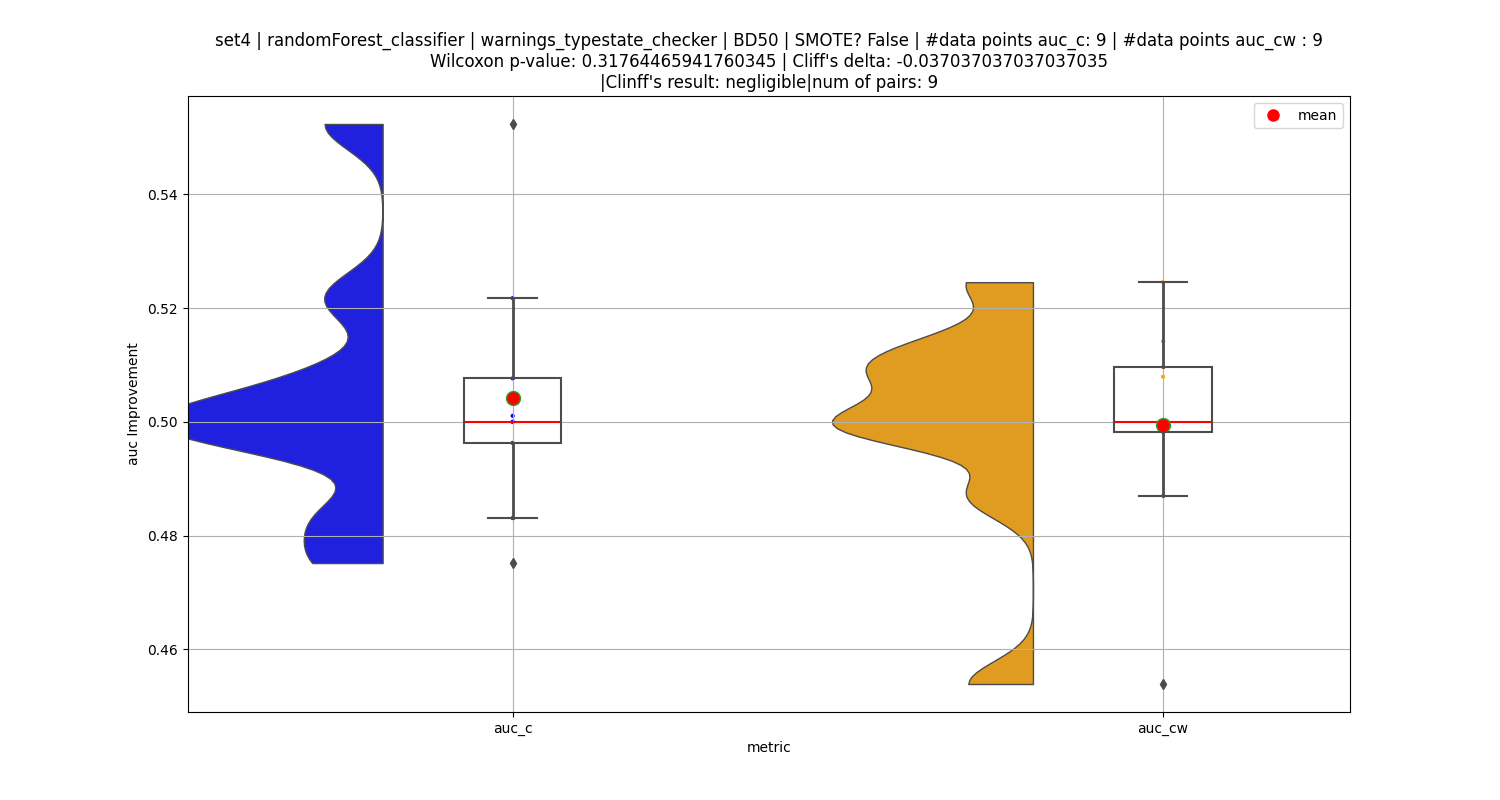 set4 | randomForest_classifier | warnings_typestate_checker | BD50 | SMOTE? False | #data points auc_c: 9 | #data points auc_cw : 9
Wilcoxon p-value: 0.31764465941760345 | Cliff's delta: -0.037037037037037035
|Clinff's result: negligible|num of pairs: 9
mean
0.54
0.52
0.50
0.48
0.46
auc Improvement
auc_c
auc_cw
metric